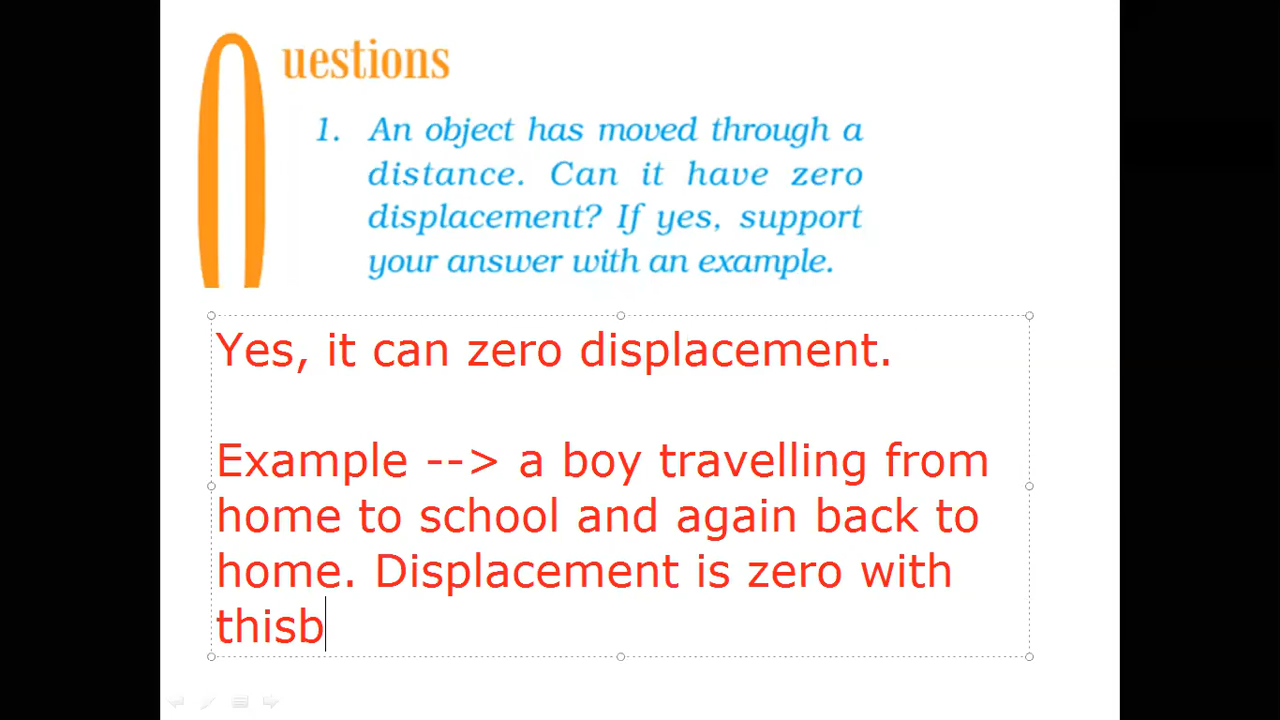 Questions
1. An object has moved through a
distance. Can it have zero
displacement? If yes, support
your answer with an example.
Yes, it can zero displacement.
Example --> a boy travelling from
home to school and again back to
home. Displacement is zero with
thisb